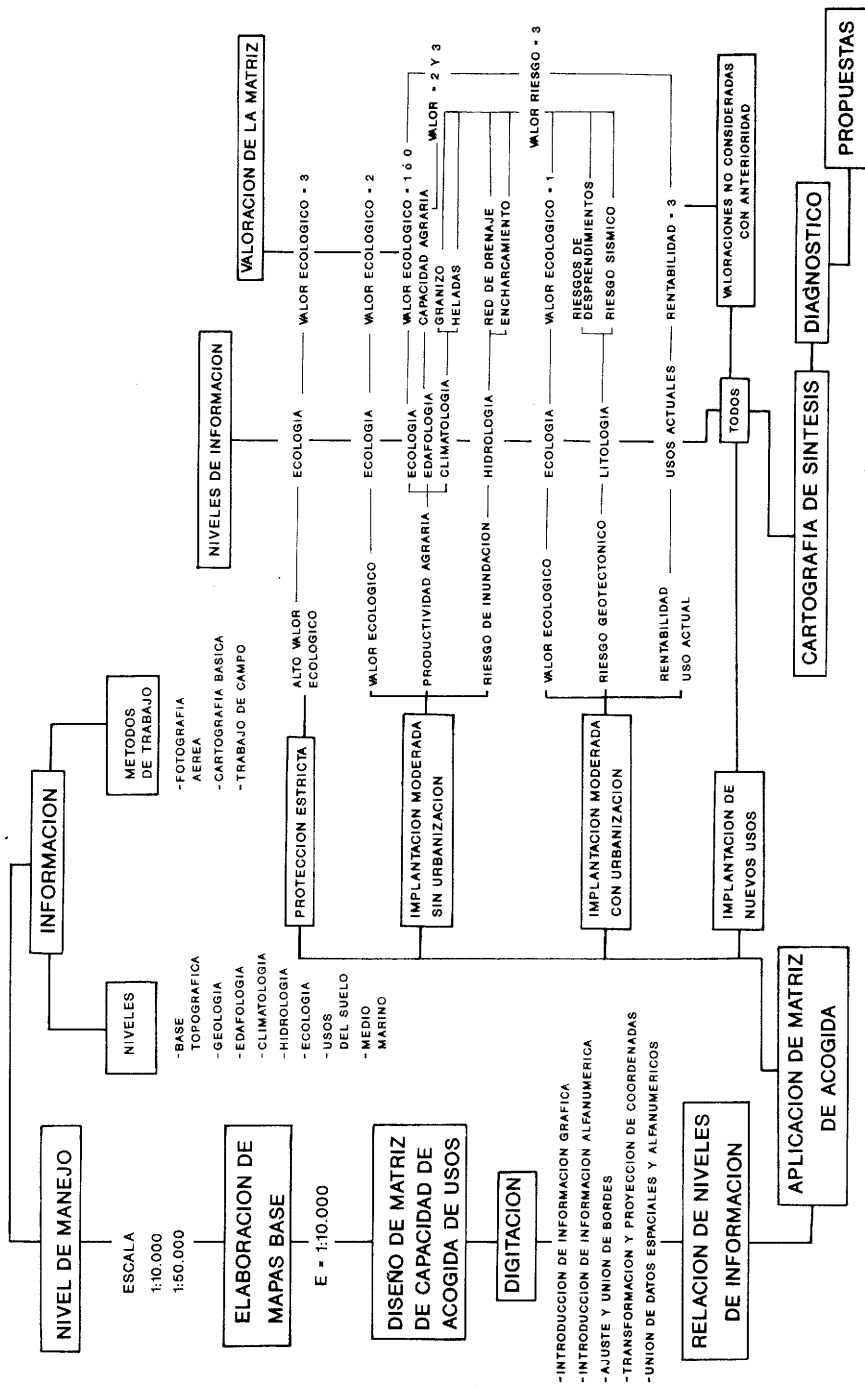 NIVEL DE MANEJO
ESCALA
1:10.000
1:50.000
ELABORACION DE
MAPAS BASE
E = 1:10.000
DISEÑO DE MATRIZ
DE CAPACIDAD DE
ACOGIDA DE USOS
DIGITACION
-INTRODUCCION DE INFORMACION GRAFICA
-INTRODUCCION DE INFORMACION ALFANUMERICA
-AJUSTE Y UNION DE BORDES
-TRANSFORMACION Y PROYECCION DE COORDENADAS
-UNION DE DATOS ESPACIALES Y ALFANUMERICOS
RELACION DE NIVELES
DE INFORMACION
APLICACION DE MATRIZ
DE ACOGIDA
INFORMACION
NIVELES
-BASE
TOPOGRAFICA
-GEOLOGIA
-EDAFOLOGIA
-CLIMATOLOGIA
-HIDROLOGIA
-ECOLOGIA
-USOS
DEL SUELO
-MEDIO
MARINO
METODOS
DE TRABAJO
-FOTOGRAFIA
AEREA
-CARTOGRAFIA BASICA
-TRABAJO DE CAMPO
PROTECCION ESTRICTA
IMPLANTACION MODERADA
SIN URBANIZACION
IMPLANTACION MODERADA
CON URBANIZACION
IMPLANTACION DE
NUEVOS USOS
ALTO VALOR
ECOLOGICO
VALOR ECOLOGICO
PRODUCTIVIDAD AGRARIA
RIESGO DE INUNDACION
VALOR ECOLOGICO
RIESGO GEOTECTONICO
RENTABILIDAD
USO ACTUAL
NIVELES DE INFORMACION
ECOLOGIA
ECOLOGIA
ECOLOGIA
EDAFOLOGIA
CLIMATOLOGIA
HIDROLOGIA
ECOLOGIA
LITOLOGIA
USOS ACTUALES
TODOS
VALORACION DE LA MATRIZ
VALOR ECOLOGICO = 3
VALOR ECOLOGICO = 2
VALOR ECOLOGICO = 1 ó 0
CAPACIDAD AGRARIA
GRANIZO
HELADAS
VALOR = 2 Y 3
RED DE DRENAJE
ENCHARCAMIENTO
VALOR RIESGO = 3
VALOR ECOLOGICO = 1
RIESGOS DE
DESPRENDIMIENTOS
RIESGO SISMICO
RENTABILIDAD = 3
VALORACIONES NO CONSIDERADAS
CON ANTERIORIDAD
CARTOGRAFIA DE SINTESIS
DIAGNOSTICO
PROPUESTAS